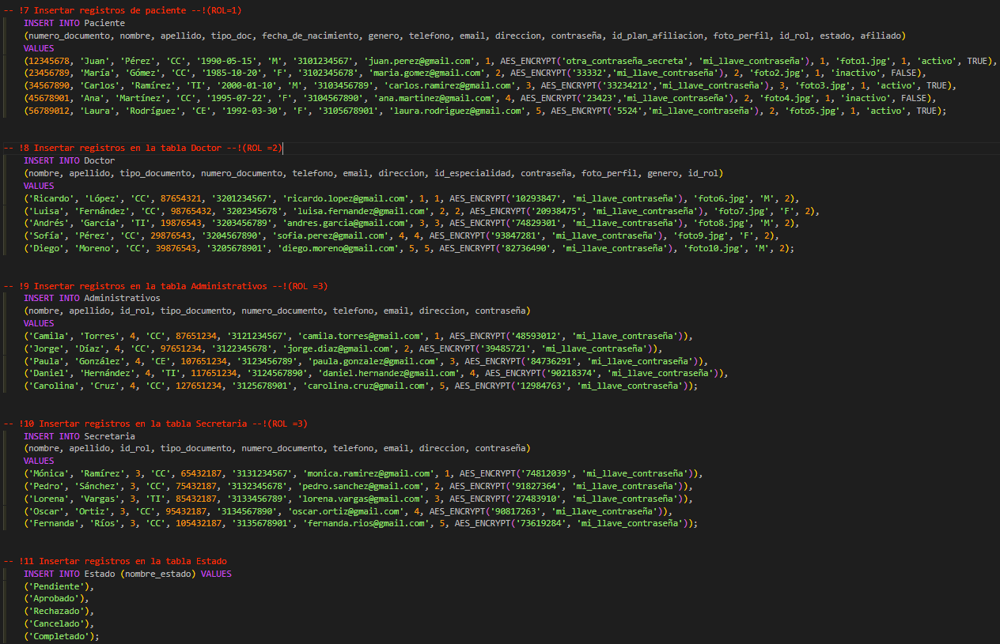 -- !7 Insertar registros de paciente --!(ROL=1)
INSERT INTO Paciente
(numero_documento, nombre, apellido, tipo_doc, fecha_de_nacimiento, genero, telefono, email, direccion, contraseña, id_plan_afiliacion, foto_perfil, id_rol, estado, afiliado)
VALUES
(12345678, 'Juan', 'Pérez', 'CC', '1990-05-15', 'M', '3101234567', 'juan.perez@gmail.com', 1, AES_ENCRYPT('otra_contraseña_secreta', 'mi_llave_contraseña'), 1, 'foto1.jpg', 1, 'activo', TRUE),
(23456789, 'María', 'Gómez', 'CC', '1985-10-20', 'F', '3102345678', 'maria.gomez@gmail.com', 2, AES_ENCRYPT('33332','mi_llave_contraseña'), 2, 'foto2.jpg', 1, 'inactivo', FALSE),
(34567890, 'Carlos', 'Ramírez', 'TI', '2000-01-10', 'M', '3103456789', 'carlos.ramirez@gmail.com', 3, AES_ENCRYPT('33234212','mi_llave_contraseña'), 3, 'foto3.jpg', 1, 'activo', TRUE),
(45678901, 'Ana', 'Martínez', 'CC', '1995-07-22', 'F', '3104567890', 'ana.martinez@gmail.com', 4, AES_ENCRYPT('23423','mi_llave_contraseña'), 2, 'foto4.jpg', 1, 'inactivo', FALSE),
(56789012, 'Laura', 'Rodríguez', 'CE', '1992-03-30', 'F', '3105678901', 'laura.rodriguez@gmail.com', 5, AES_ENCRYPT('5524','mi_llave_contraseña'), 2, 'foto5.jpg', 1, 'activo', TRUE);
-- !8 Insertar registros en la tabla Doctor --!(ROL =2)
INSERT INTO Doctor
(nombre, apellido, tipo_documento, numero_documento, telefono, email, direccion, id_especialidad, contraseña, foto_perfil, genero, id_rol)
VALUES
('Ricardo', 'López', 'CC', 87654321, '3201234567', 'ricardo.lopez@gmail.com', 1, 1, AES_ENCRYPT('10293847', 'mi_llave_contraseña'), 'foto6.jpg', 'M', 2),
('Luisa', 'Fernández', 'CC', 98765432, '3202345678', 'luisa.fernandez@gmail.com', 2, 2, AES_ENCRYPT('20938475', 'mi_llave_contraseña'), 'foto7.jpg', 'F', 2),
('Andrés', 'García', 'TI', 19876543, '3203456789', 'andres.garcia@gmail.com', 3, 3, AES_ENCRYPT('74829301', 'mi_llave_contraseña'), 'foto8.jpg', 'M', 2),
('Sofía', 'Pérez', 'CC', 29876543, '3204567890', 'sofia.perez@gmail.com', 4, 4, AES_ENCRYPT('93847281', 'mi_llave_contraseña'), 'foto9.jpg', 'F', 2),
('Diego', 'Moreno', 'CC', 39876543, '3205678901', 'diego.moreno@gmail.com', 5, 5, AES_ENCRYPT('82736490', 'mi_llave_contraseña'), 'foto10.jpg', 'M', 2);
-- !9 Insertar registros en la tabla Administrativos --!(ROL =3)
INSERT INTO Administrativos
(nombre, apellido, id_rol, tipo_documento, numero_documento, telefono, email, direccion, contraseña)
VALUES
('Camila', 'Torres', 4, 'CC', 87651234, '3121234567', 'camila.torres@gmail.com', 1, AES_ENCRYPT('48593012', 'mi_llave_contraseña')),
('Jorge', 'Díaz', 4, 'CC', 97651234, '3122345678', 'jorge.diaz@gmail.com', 2, AES_ENCRYPT('39485721', 'mi_llave_contraseña')),
('Paula', 'González', 4, 'CE', 107651234, '3123456789', 'paula.gonzalez@gmail.com', 3, AES_ENCRYPT('84736291', 'mi_llave_contraseña')),
('Daniel', 'Hernández', 4, 'TI', 117651234, '3124567890', 'daniel.hernandez@gmail.com', 4, AES_ENCRYPT('90218374', 'mi_llave_contraseña')),
('Carolina', 'Cruz', 4, 'CC', 127651234, '3125678901', 'carolina.cruz@gmail.com', 5, AES_ENCRYPT('12984763', 'mi_llave_contraseña'));
-- !10 Insertar registros en la tabla Secretaria --!(ROL =3)
INSERT INTO Secretaria
(nombre, apellido, id_rol, tipo_documento, numero_documento, telefono, email, direccion, contraseña)
VALUES
('Mónica', 'Ramírez', 3, 'CC', 65432187, '3131234567', 'monica.ramirez@gmail.com', 1, AES_ENCRYPT('74812039', 'mi_llave_contraseña')),
('Pedro', 'Sánchez', 3, 'CC', 75432187, '3132345678', 'pedro.sanchez@gmail.com', 2, AES_ENCRYPT('91827364', 'mi_llave_contraseña')),
('Lorena', 'Vargas', 3, 'TI', 85432187, '3133456789', 'lorena.vargas@gmail.com', 3, AES_ENCRYPT('27483910', 'mi_llave_contraseña')),
('Oscar', 'Ortiz', 3, 'CC', 95432187, '3134567890', 'oscar.ortiz@gmail.com', 4, AES_ENCRYPT('90817263', 'mi_llave_contraseña')),
('Fernanda', 'Ríos', 3, 'CC', 105432187, '3135678901', 'fernanda.rios@gmail.com', 5, AES_ENCRYPT('73619284', 'mi_llave_contraseña'));
-- !11 Insertar registros en la tabla Estado
INSERT INTO Estado (nombre_estado) VALUES
('Pendiente'),
('Aprobado'),
('Rechazado'),
('Cancelado'),
('Completado');